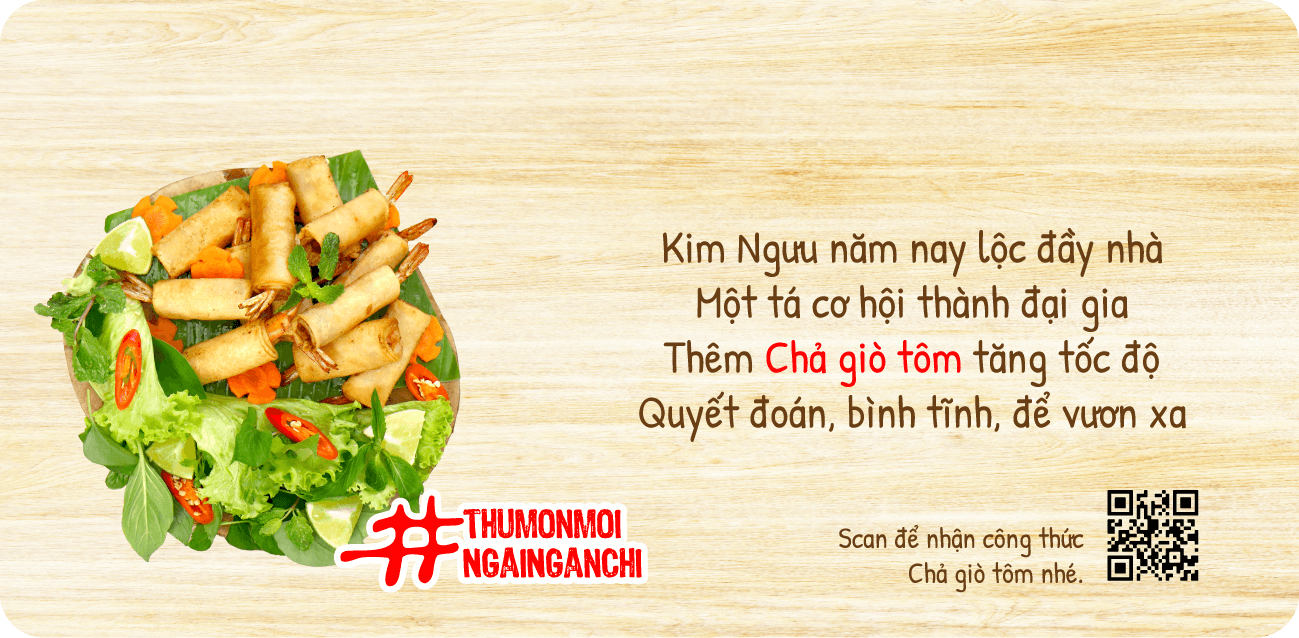 Kim Ngưu năm nay lộc đầy nhà
Một tá cơ hội thành đại gia
Thêm Chả giò tôm tăng tốc độ
Quyết đoán, bình tĩnh, để vươn xa
#THUMONMOI
NGAINGANCHI
Scan để nhận công thức
Chả giò tôm nhé.